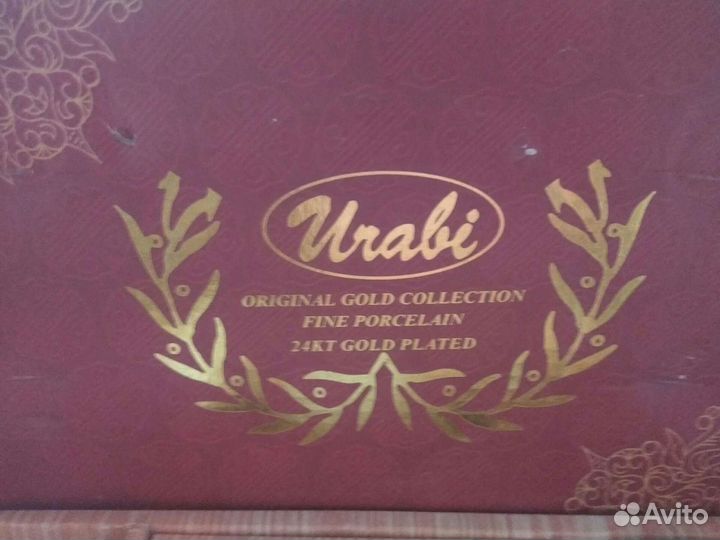 Urabi
ORIGINAL GOLD COLLECTION
FINE PORCELAIN
24KT GOLD PLATED
Avito